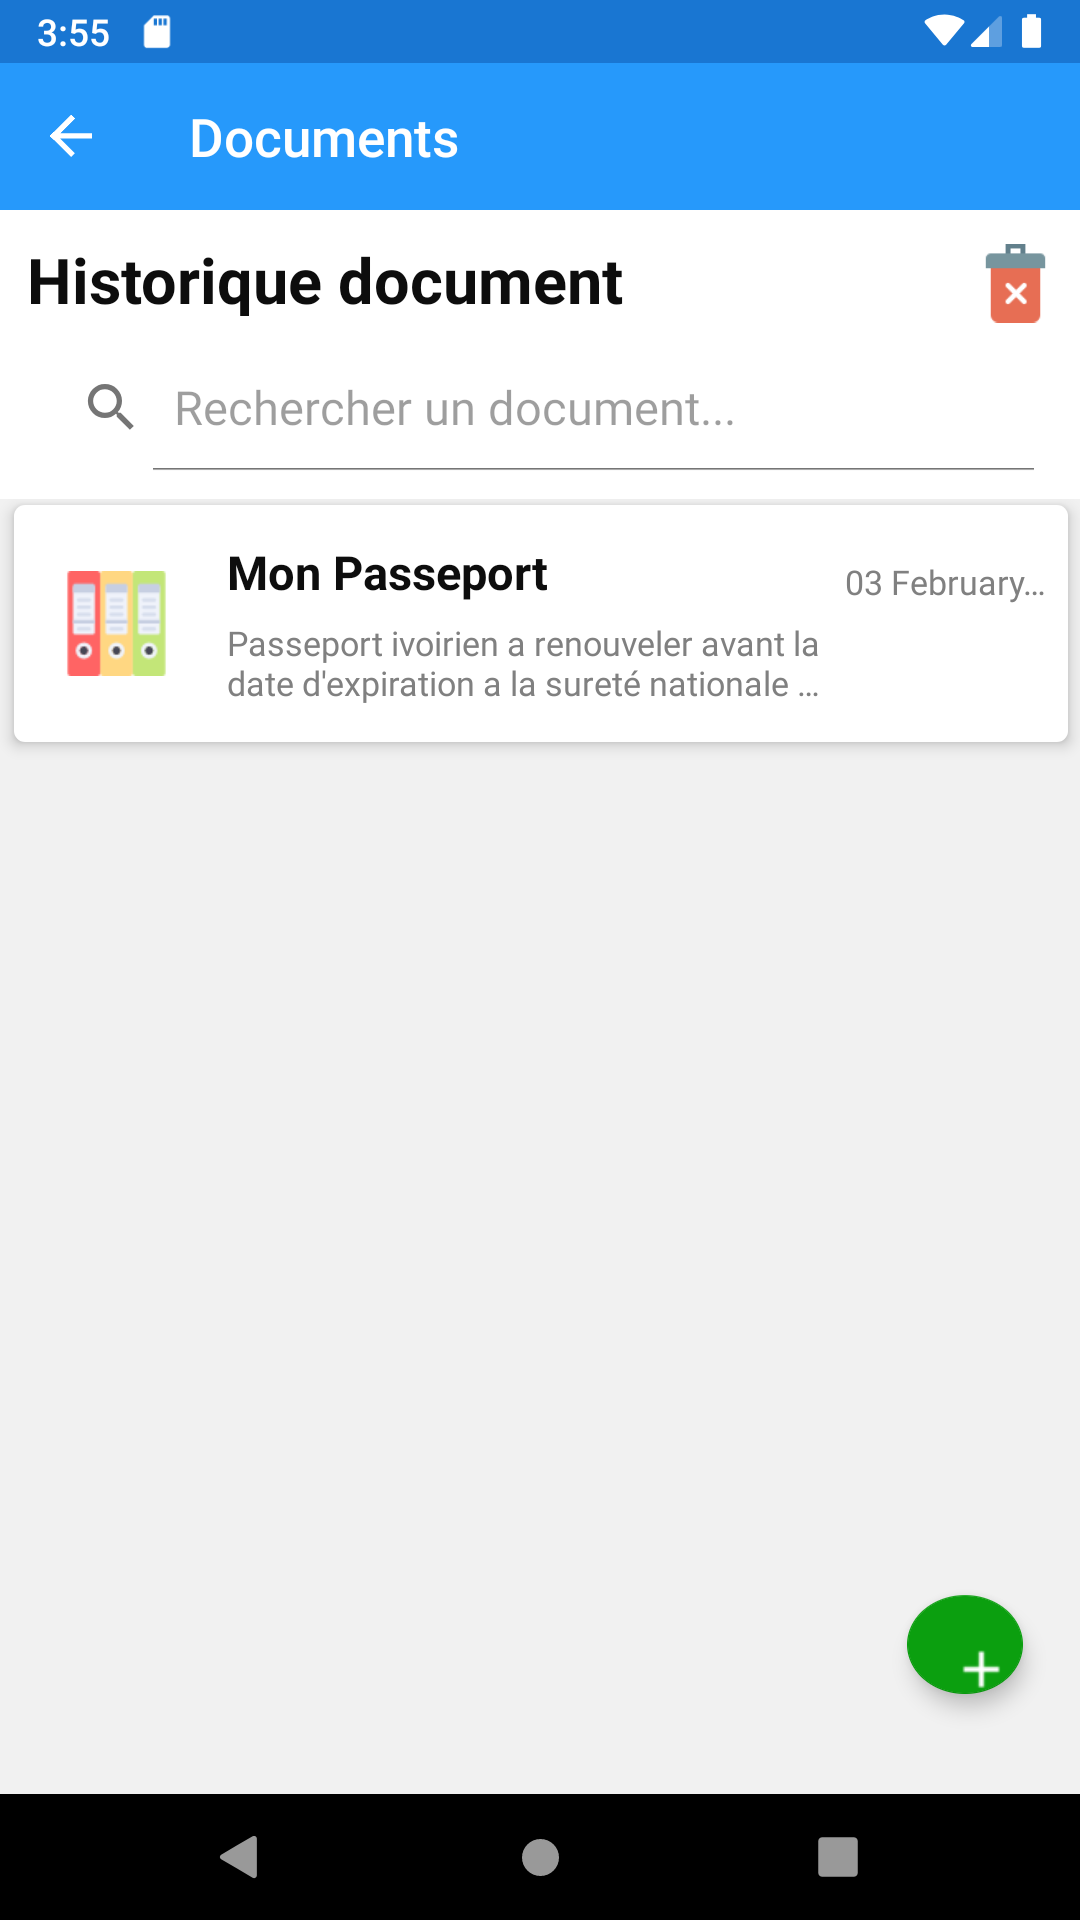 3:55
Documents
Historique document
Rechercher un document...
Mon Passeport
03 February...
Passeport ivoirien a renouveler avant la
date d'expiration a la sureté nationale ...